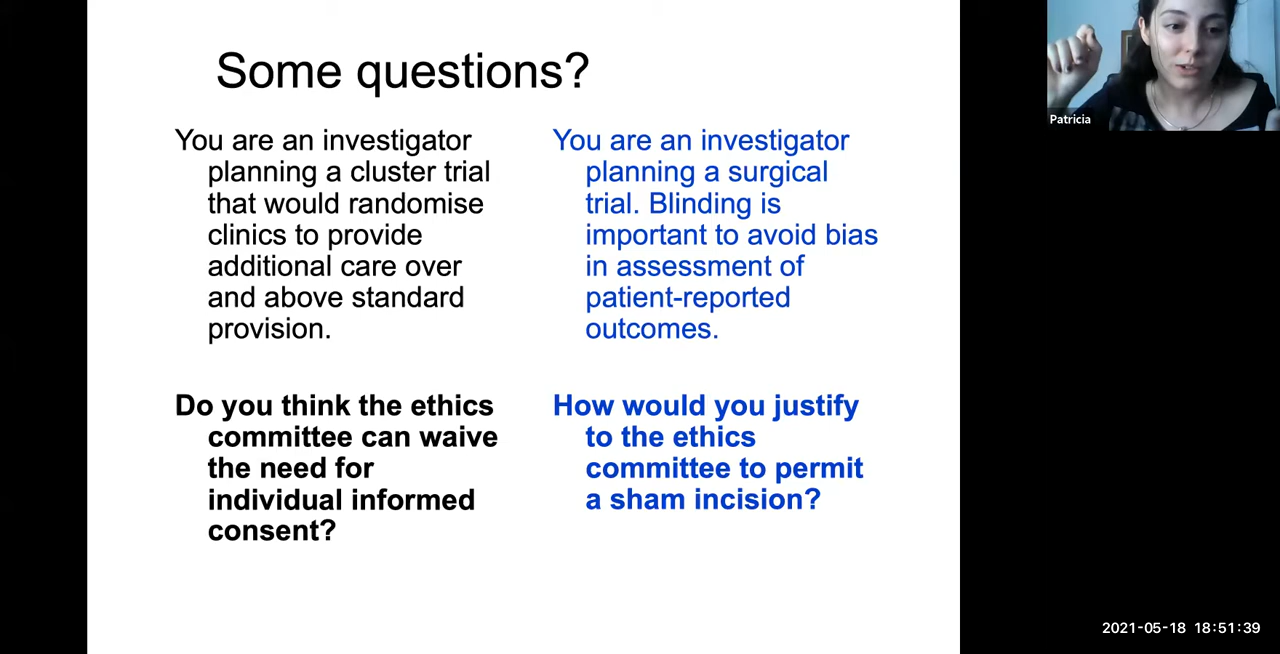 Some questions?
You are an investigator
planning a cluster trial
that would randomise
clinics to provide
additional care over
and above standard
provision.
Do you think the ethics
committee can waive
the need for
individual informed
consent?
You are an investigator
planning a surgical
trial. Blinding is
important to avoid bias
in assessment of
patient-reported
outcomes.
How would you justify
to the ethics
committee to permit
a sham incision?
Patricia
2021-05-18 18:51:39